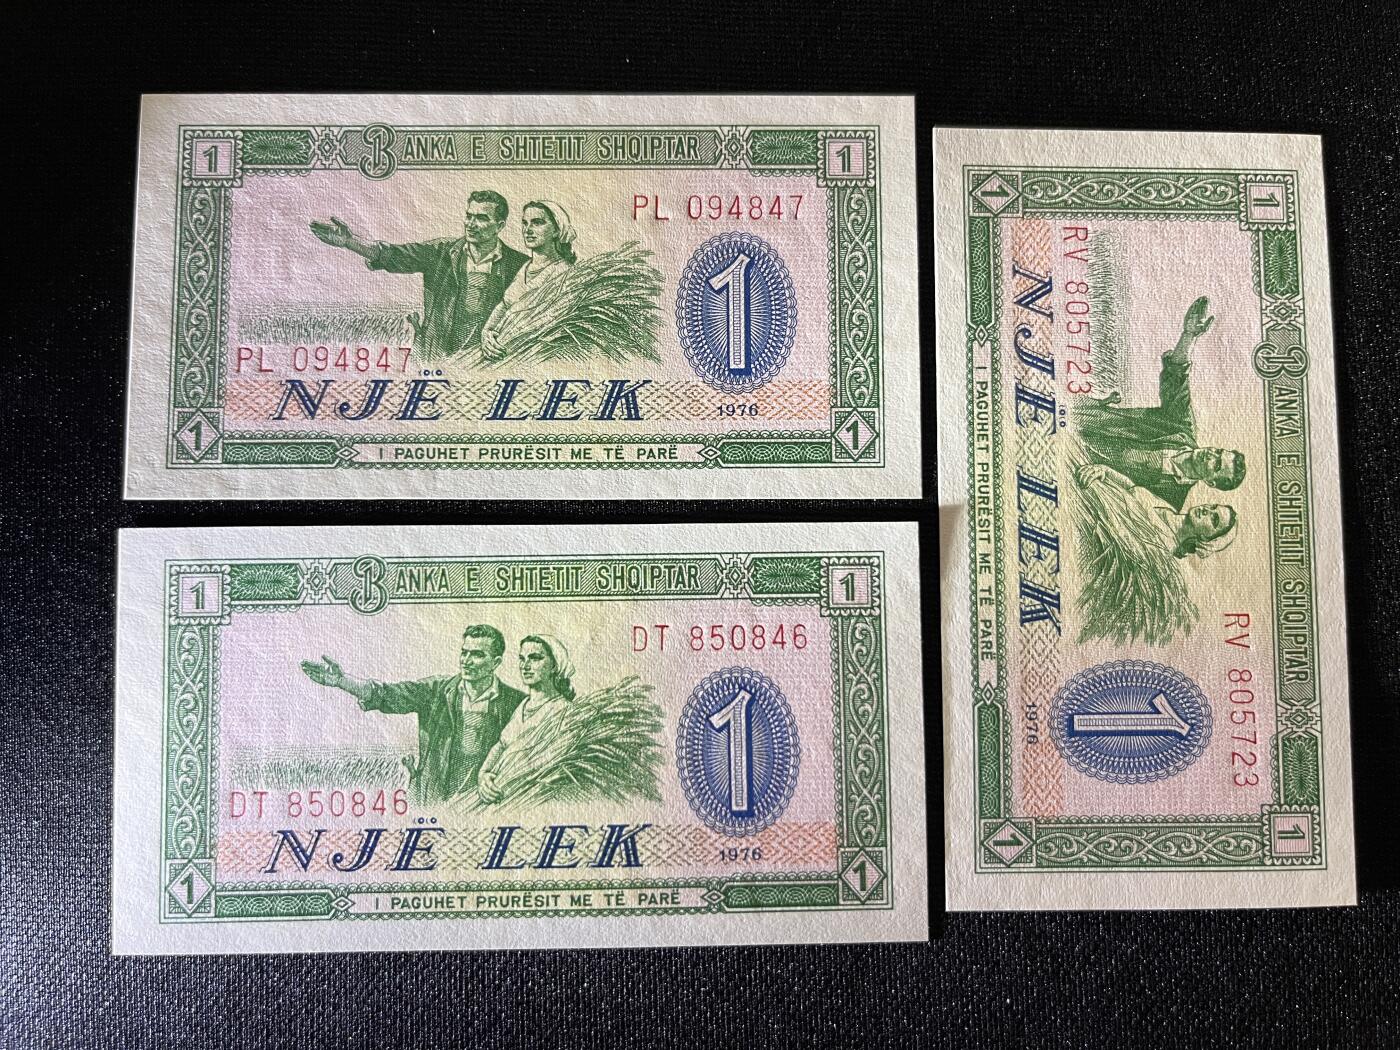 1 BANKA E SHTETIT SHQIPTAR 1
PL 094847
1
PL 094847
NJË LEK
1976
1 I PAGUHET PRURËSIT ME TË PARË 1
1 BANKA E SHTETIT SHQIPTAR 1
DT 850846
1
DT 850846
NJË LEK
1976
1 I PAGUHET PRURËSIT ME TË PARË 1
1 BANKA E SHTETIT SHQIPTAR 1
RV 805723
1
RV 805723
NJË LEK
1976
1 I PAGUHET PRURËSIT ME TË PARË 1